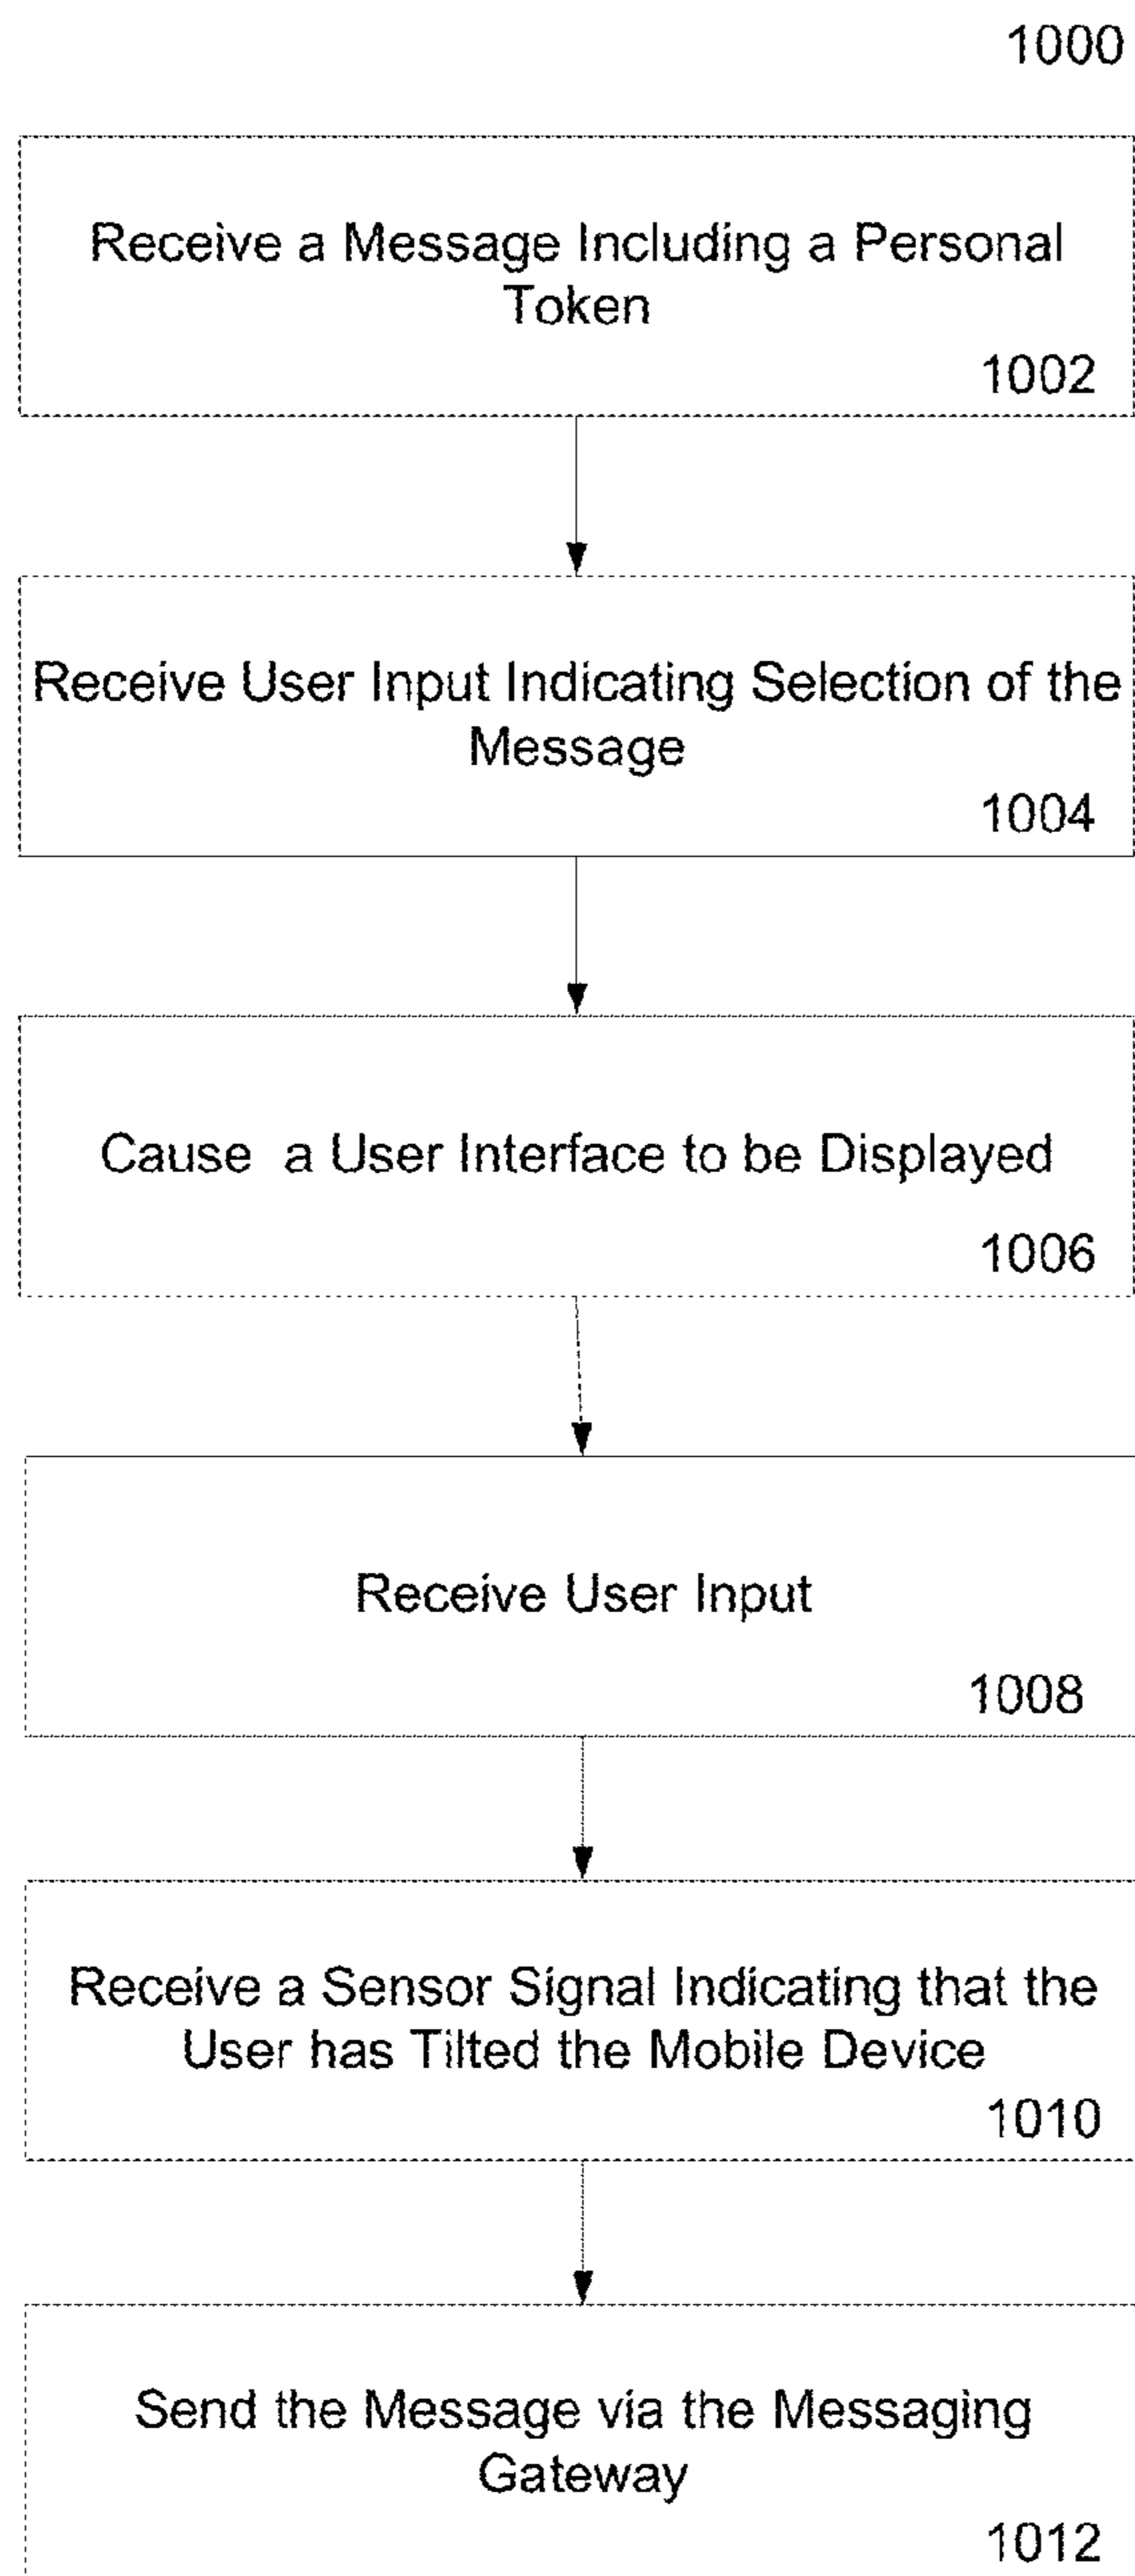 1000
Receive a Message Including a Personal
Token
1002
Receive User Input Indicating Selection of the
Message
1004
Cause a User Interface to be Displayed
1006
Receive User Input
1008
Receive a Sensor Signal Indicating that the
User has Tilted the Mobile Device
1010
Send the Message via the Messaging
Gateway
1012